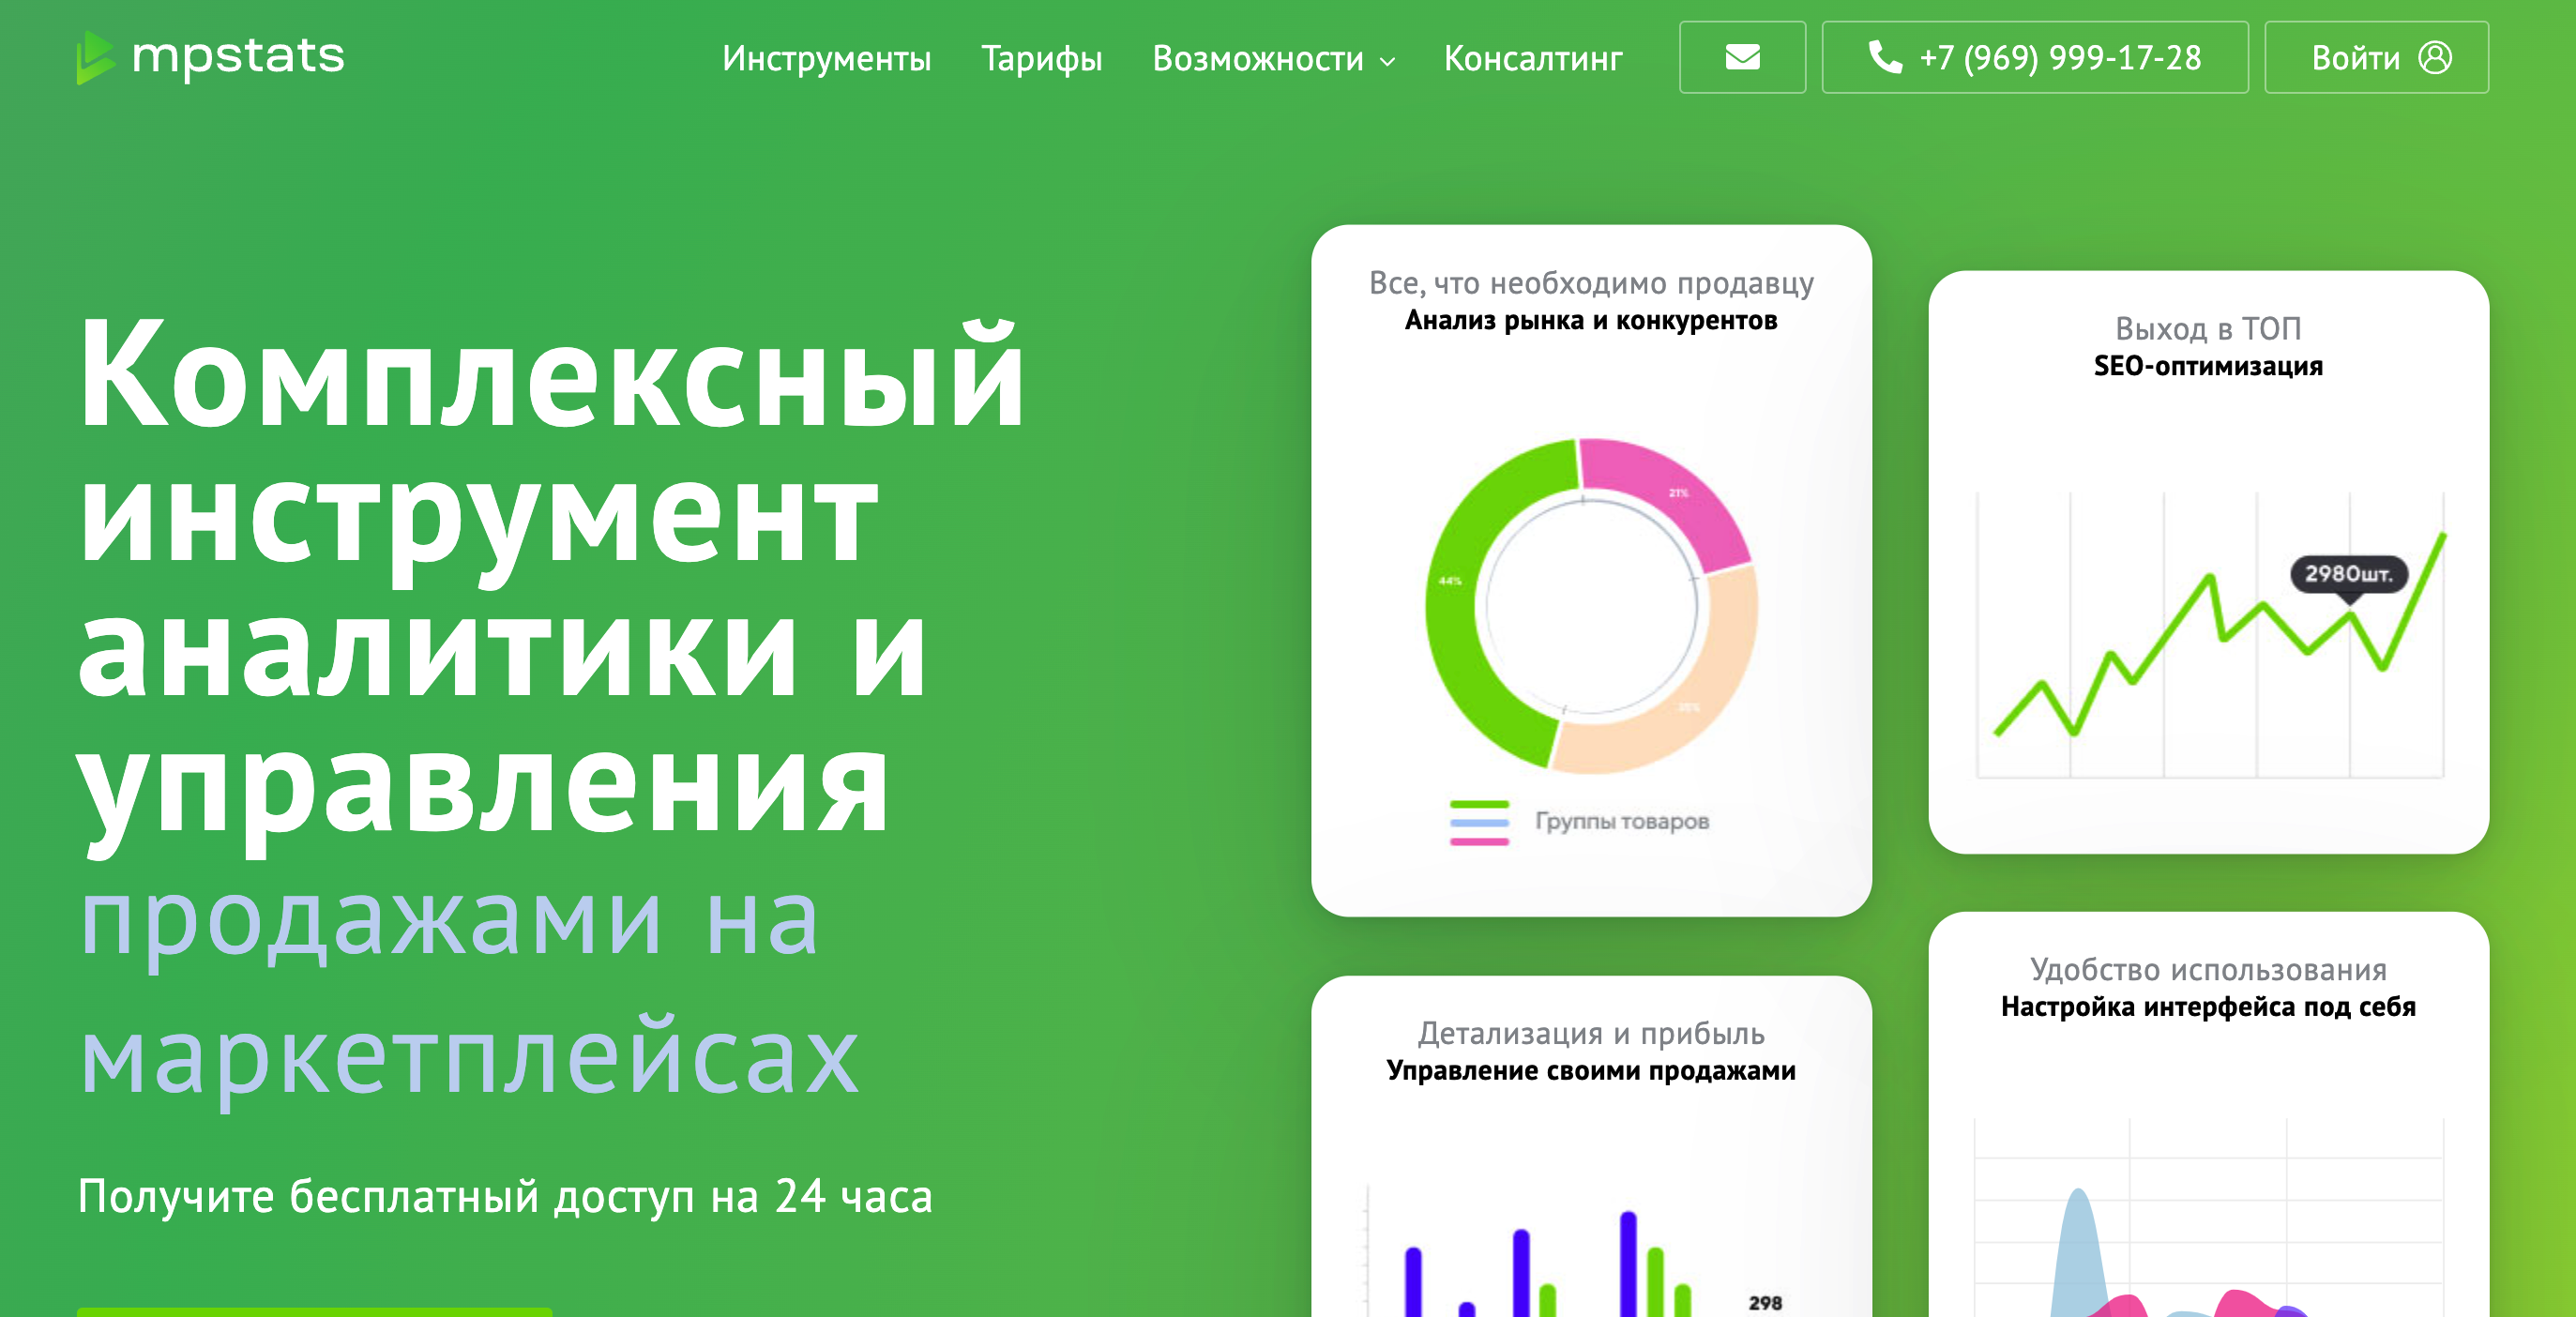 mpstats
Инструменты
Тарифы
Возможности
Консалтинг
+7 (969) 999-17-28
Войти
Комплексный
инструмент
аналитики и
управления
продажами на
маркетплейсах
Получите бесплатный доступ на 24 часа
Все, что необходимо продавцу
Анализ рынка и конкурентов
21%
44%
35%
Группы товаров
Выход в ТОП
SEO-оптимизация
2980шт.
Детализация и прибыль
Управление своими продажами
298
Удобство использования
Настройка интерфейса под себя